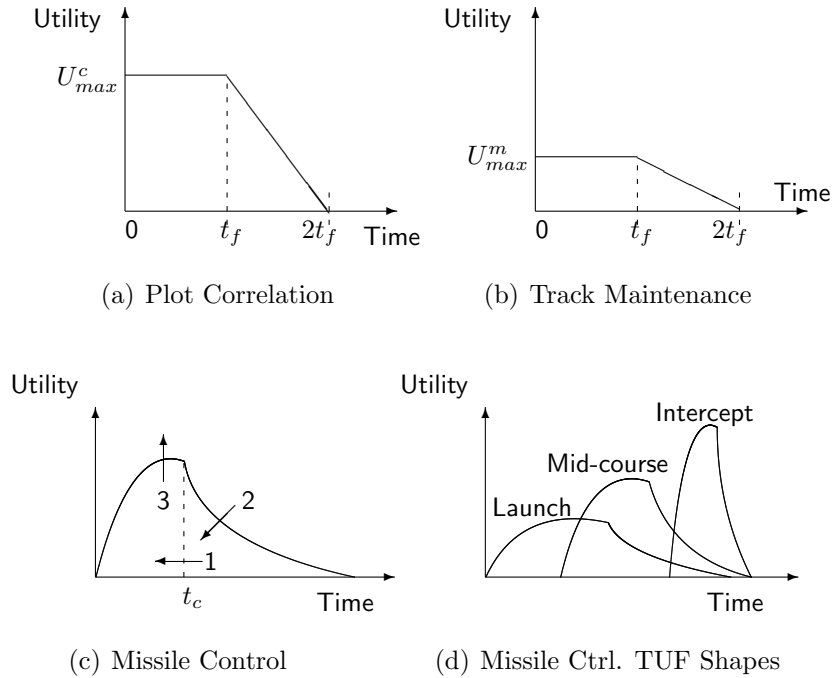 Utility
U^c_max
0
t_f
2t_f
Time
(a) Plot Correlation
Utility
U^m_max
0
t_f
2t_f
Time
(b) Track Maintenance
Utility
3
2
1
t_c
Time
(c) Missile Control
Utility
Intercept
Mid-course
Launch
Time
(d) Missile Ctrl. TUF Shapes